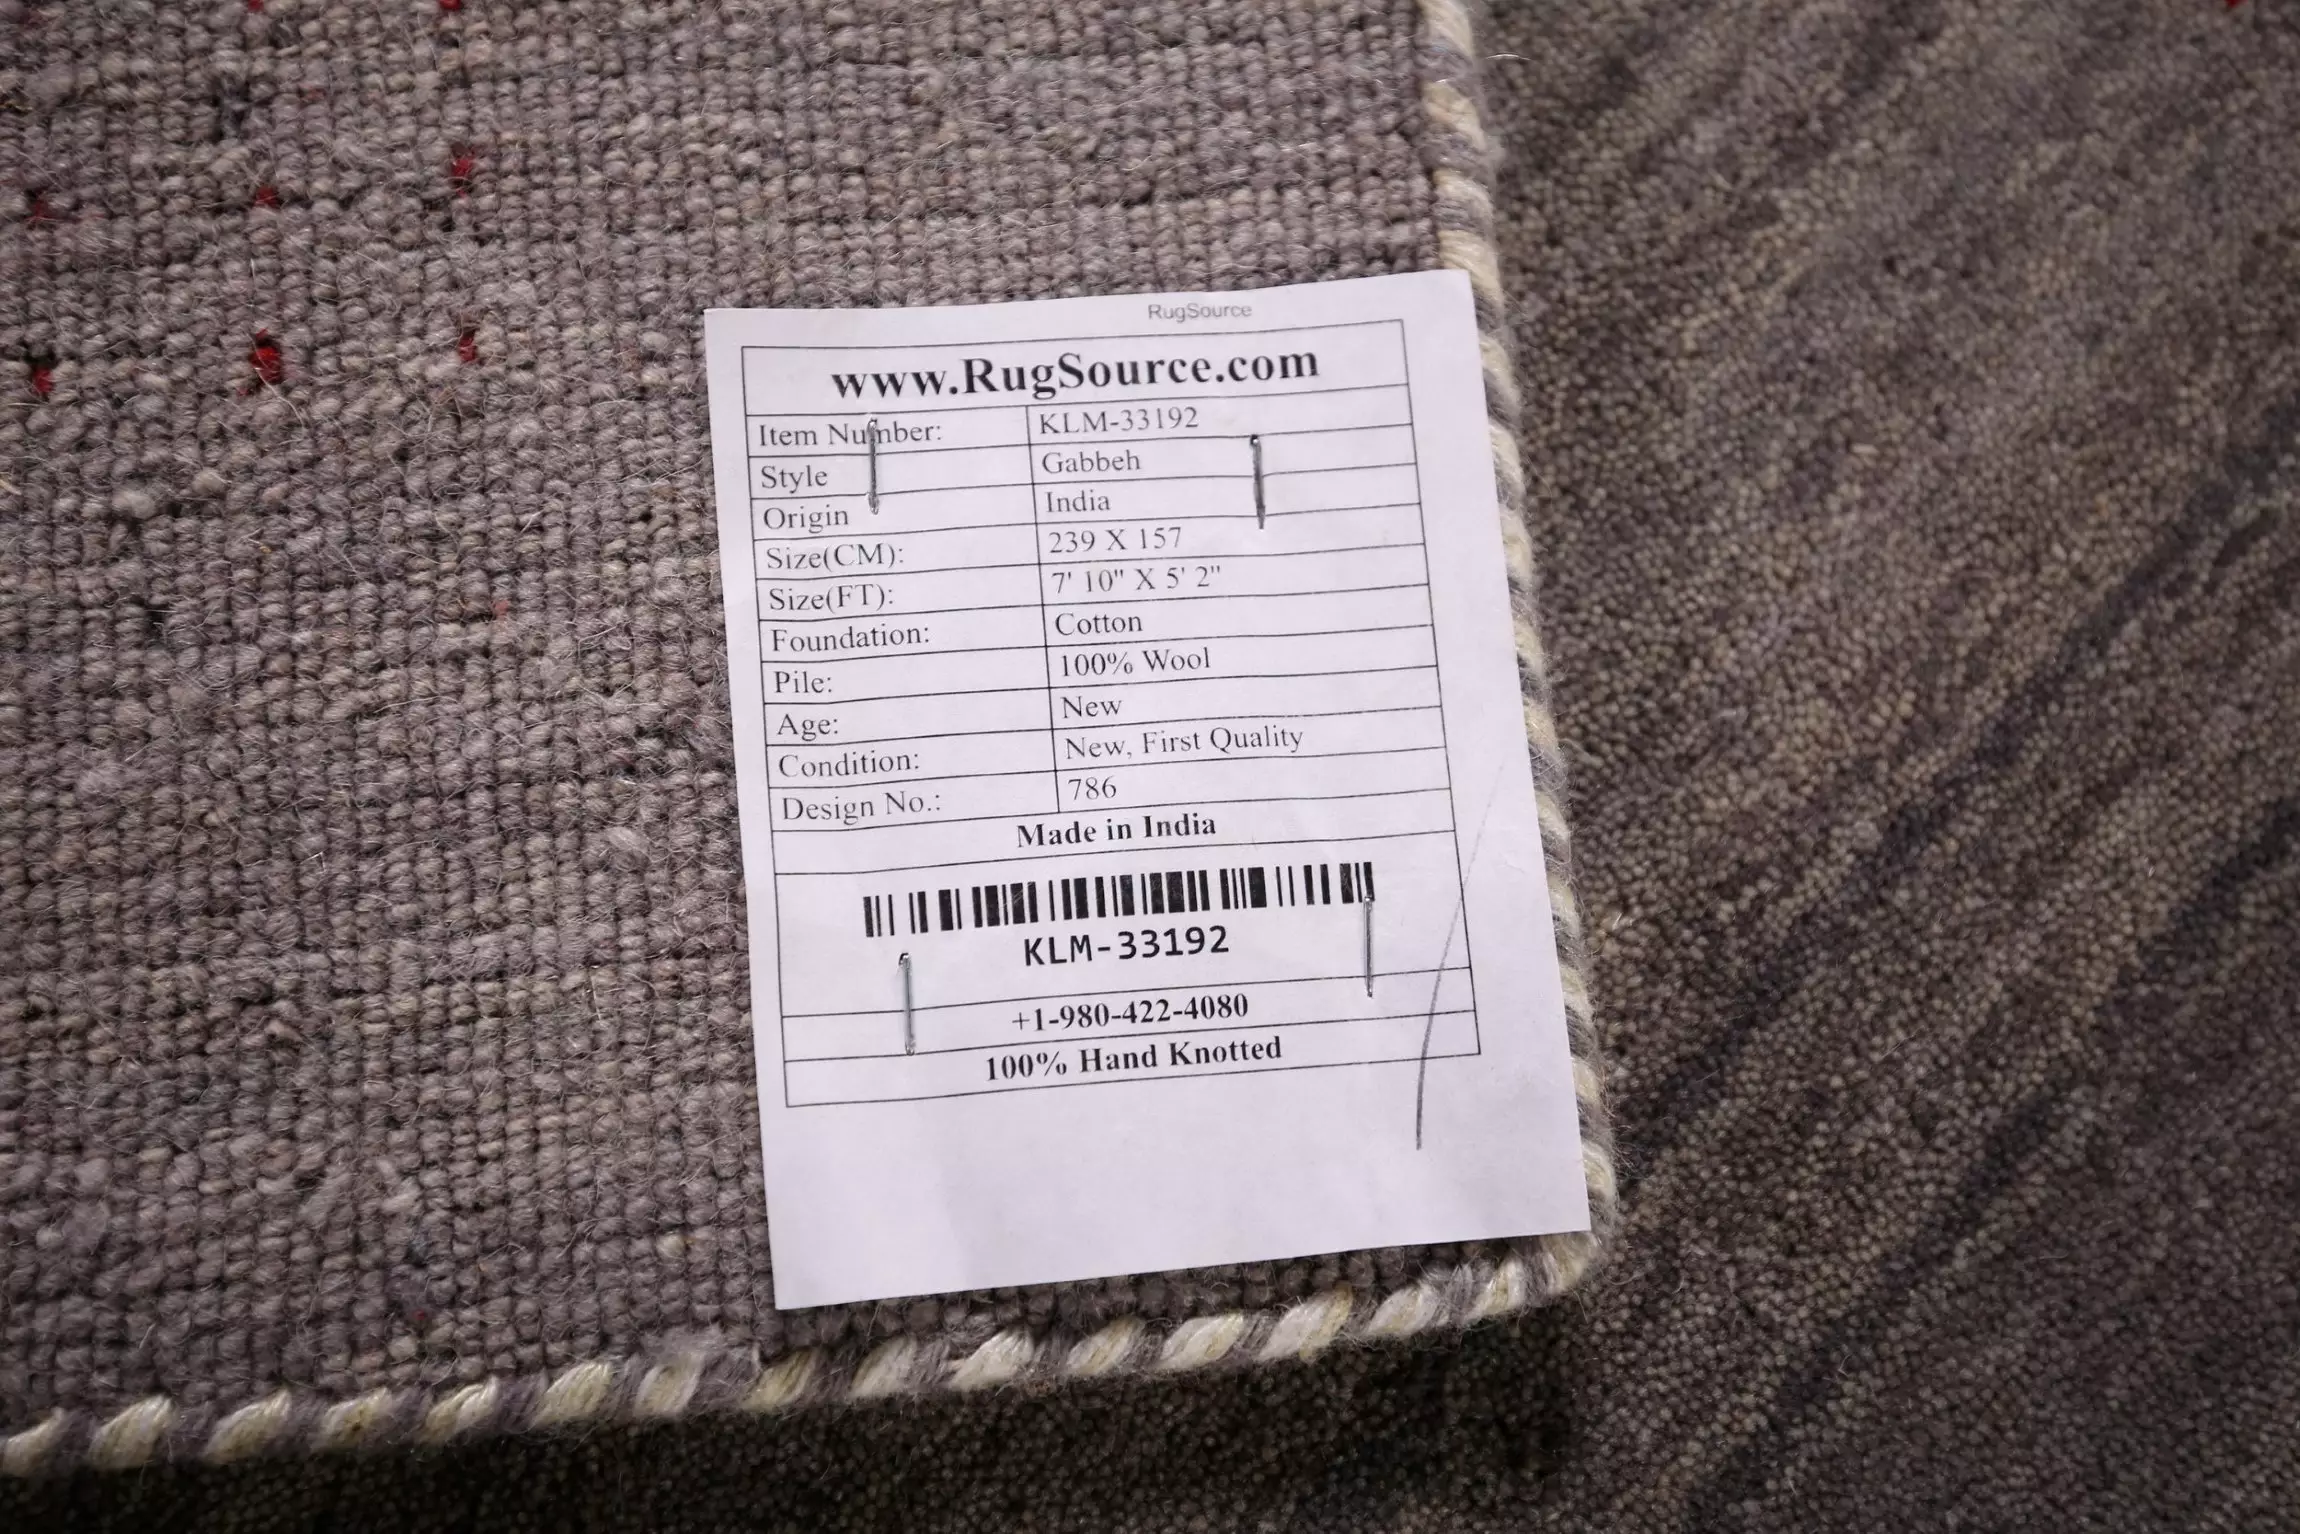 RugSource
www.RugSource.com
Item Number: KLM-33192
Style Gabbeh
Origin India
Size(CM): 239 X 157
Size(FT): 7' 10" X 5' 2"
Foundation: Cotton
Pile: 100% Wool
Age: New
Condition: New, First Quality
Design No.: 786
Made in India
KLM-33192
+1-980-422-4080
100% Hand Knotted